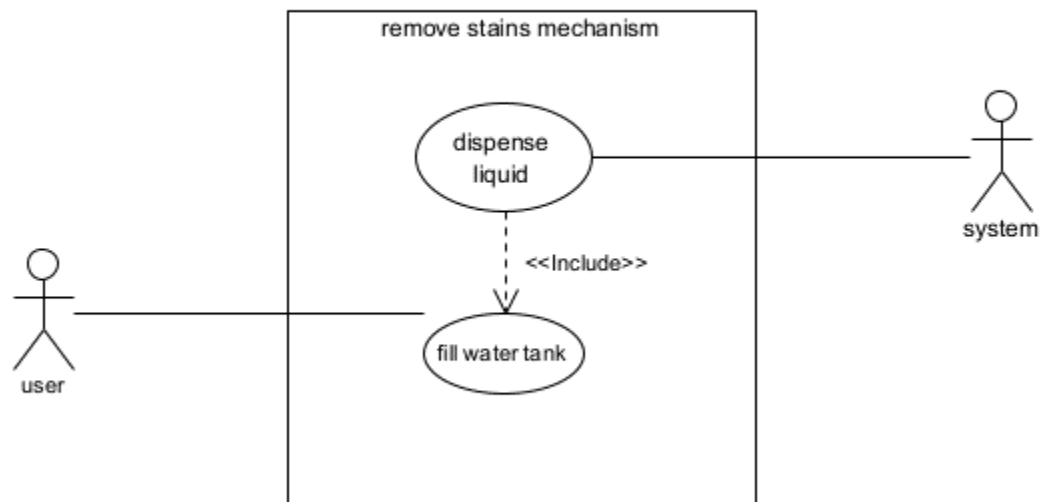 remove stains mechanism
dispense
liquid
system
<<Include>>
fill water tank
user